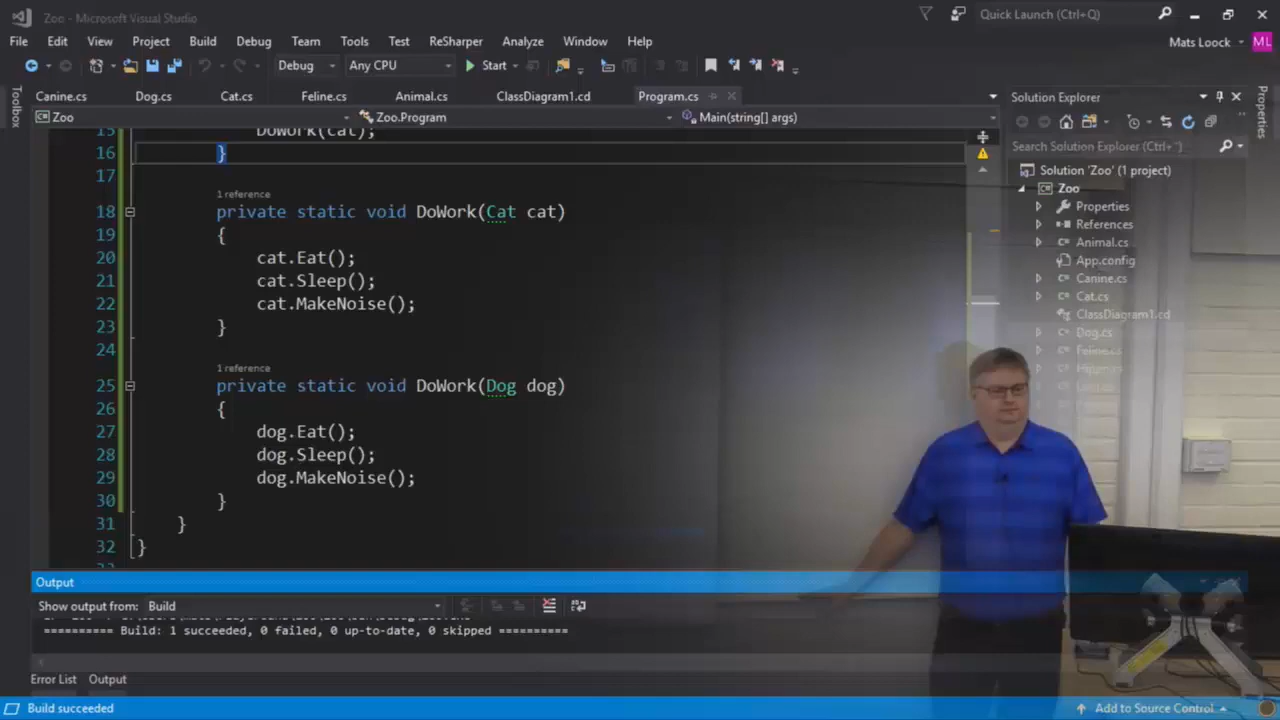 Zoo - Microsoft Visual Studio
Quick Launch (Ctrl+Q)
File Edit View Project Build Debug Team Tools Test ReSharper Analyze Window Help
Mats Loock ML
Debug Any CPU Start
Toolbox
Canine.cs Dog.cs Cat.cs Feline.cs Animal.cs ClassDiagram1.cd Program.cs
Solution Explorer
Properties
Zoo Zoo.Program Main(string[] args)
Search Solution Explorer (Ctrl+¨)
15 DoWork(cat);
16 }
17
1 reference
18 private static void DoWork(Cat cat)
19 {
20 cat.Eat();
21 cat.Sleep();
22 cat.MakeNoise();
23 }
24
1 reference
25 private static void DoWork(Dog dog)
26 {
27 dog.Eat();
28 dog.Sleep();
29 dog.MakeNoise();
30 }
31 }
32 }
Solution 'Zoo' (1 project)
Zoo
Properties
References
Animal.cs
App.config
Canine.cs
Cat.cs
ClassDiagram1.cd
Dog.cs
Feline.cs
Output
Show output from: Build
========== Build: 1 succeeded, 0 failed, 0 up-to-date, 0 skipped ==========
Error List Output
Build succeeded
Add to Source Control